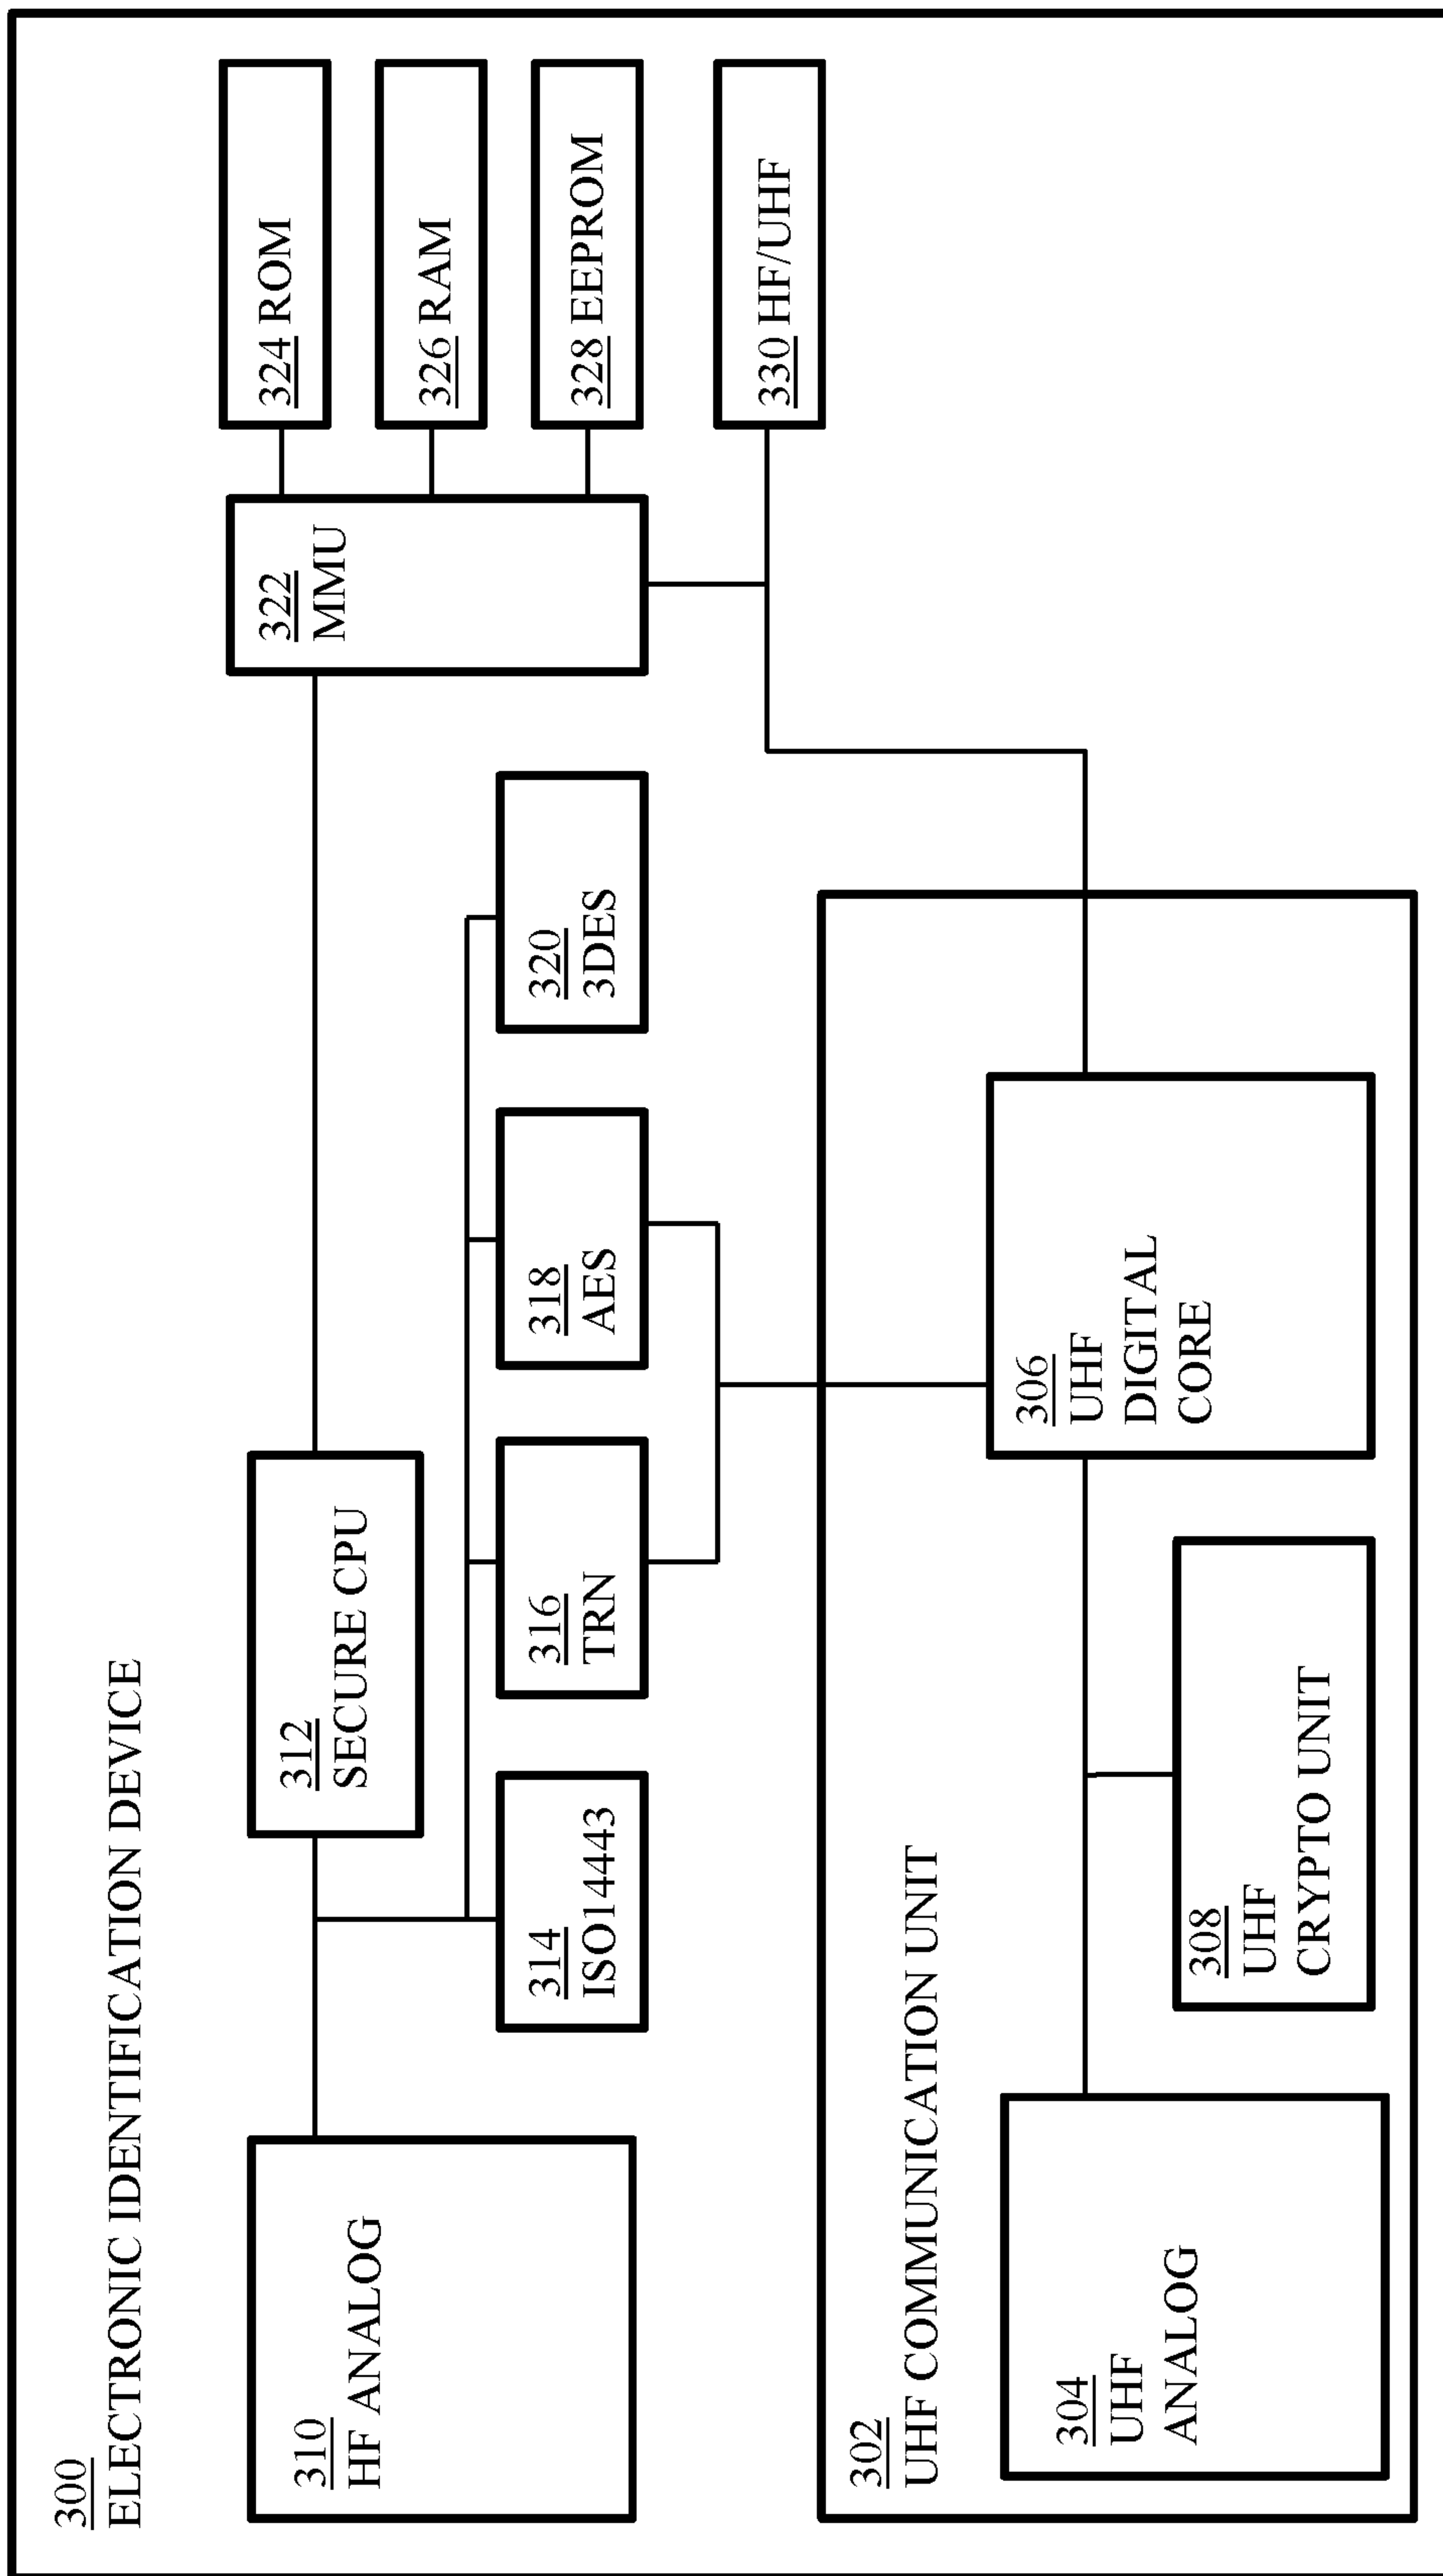 300
ELECTRONIC IDENTIFICATION DEVICE
310
HF ANALOG
312
SECURE CPU
314
ISO14443
316
TRN
318
AES
320
3DES
322
MMU
324 ROM
326 RAM
328 EEPROM
330 HF/UHF
302
UHF COMMUNICATION UNIT
304
UHF
ANALOG
308
UHF
CRYPTO UNIT
306
UHF
DIGITAL
CORE